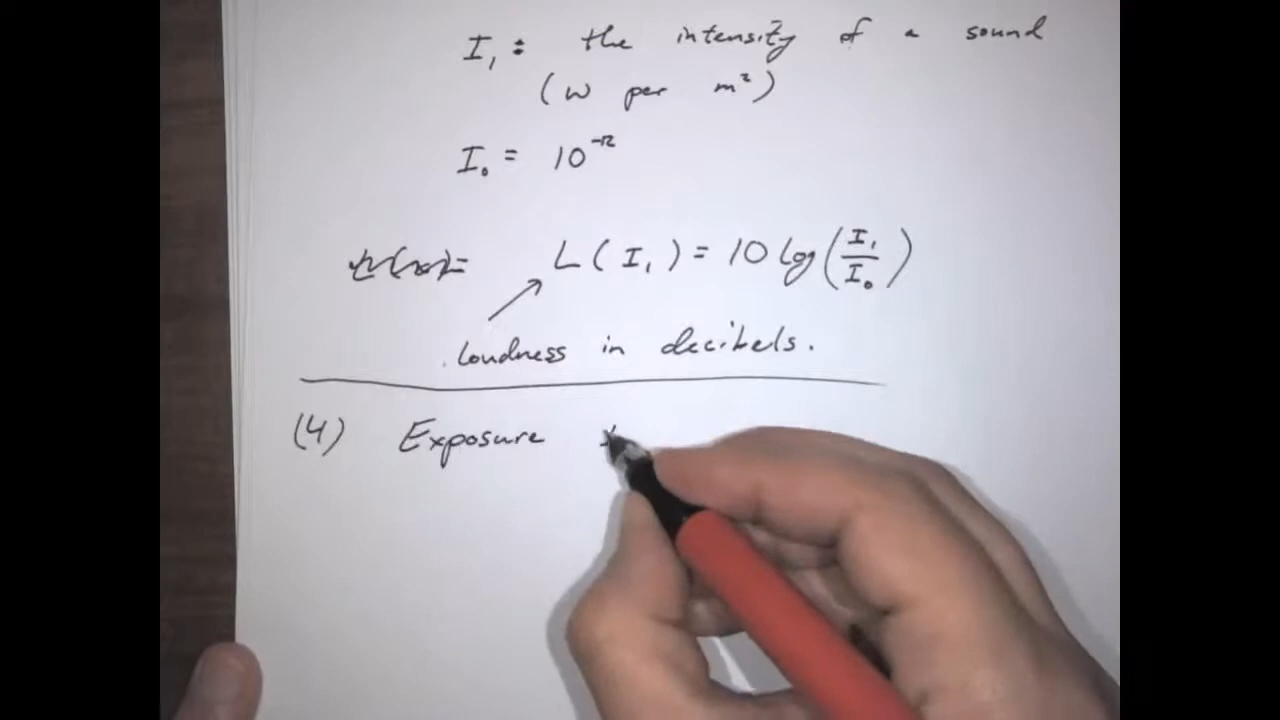 I₁: the intensity of a sound
(W per m²)
I₀ = 10⁻¹²
L(I₁) = 10 log(I₁/I₀)
loudness in decibels.
(4) Exposure